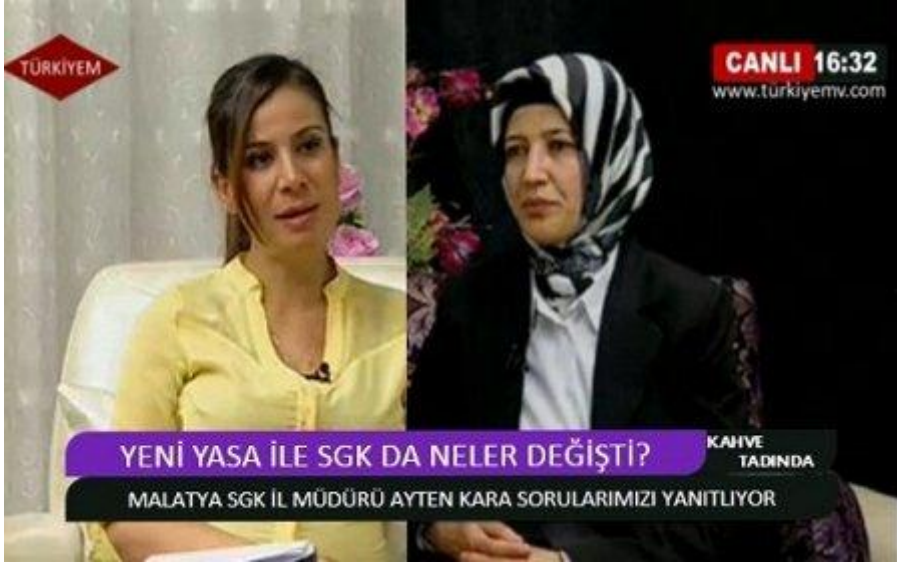 TÜRKİYEM
CANLI 16:32
www.turkiyemv.com
YENİ YASA İLE SGK DA NELER DEĞİŞTİ?
KAHVE
TADINDA
MALATYA SGK İL MÜDÜRÜ AYTEN KARA SORULARIMIZI YANITLIYOR